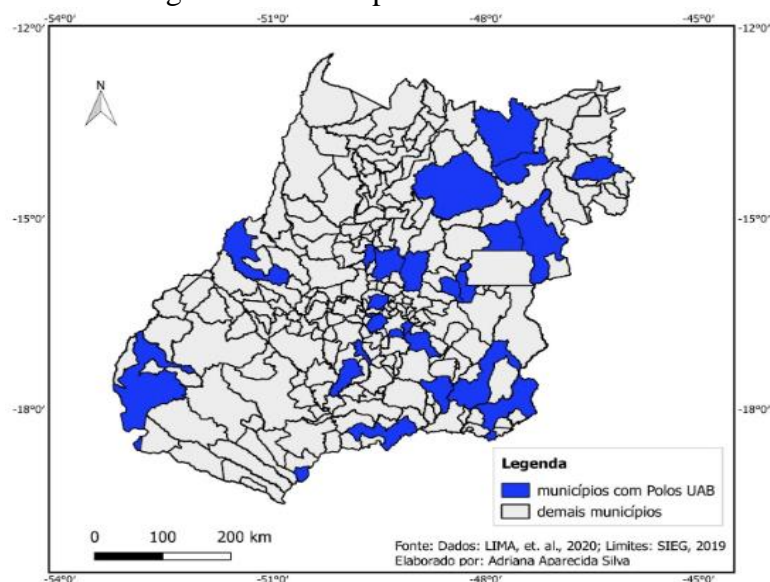 -54°0' -51°0' -48°0' -45°0'
-12°0' -12°0'
N
-15°0' -15°0'
-18°0' -18°0'
Legenda
municípios com Polos UAB
demais municípios
0 100 200 km
Fonte: Dados: LIMA, et. al., 2020; Limites: SIEG, 2019
Elaborado por: Adriana Aparecida Silva
-54°0' -51°0' -48°0' -45°0'